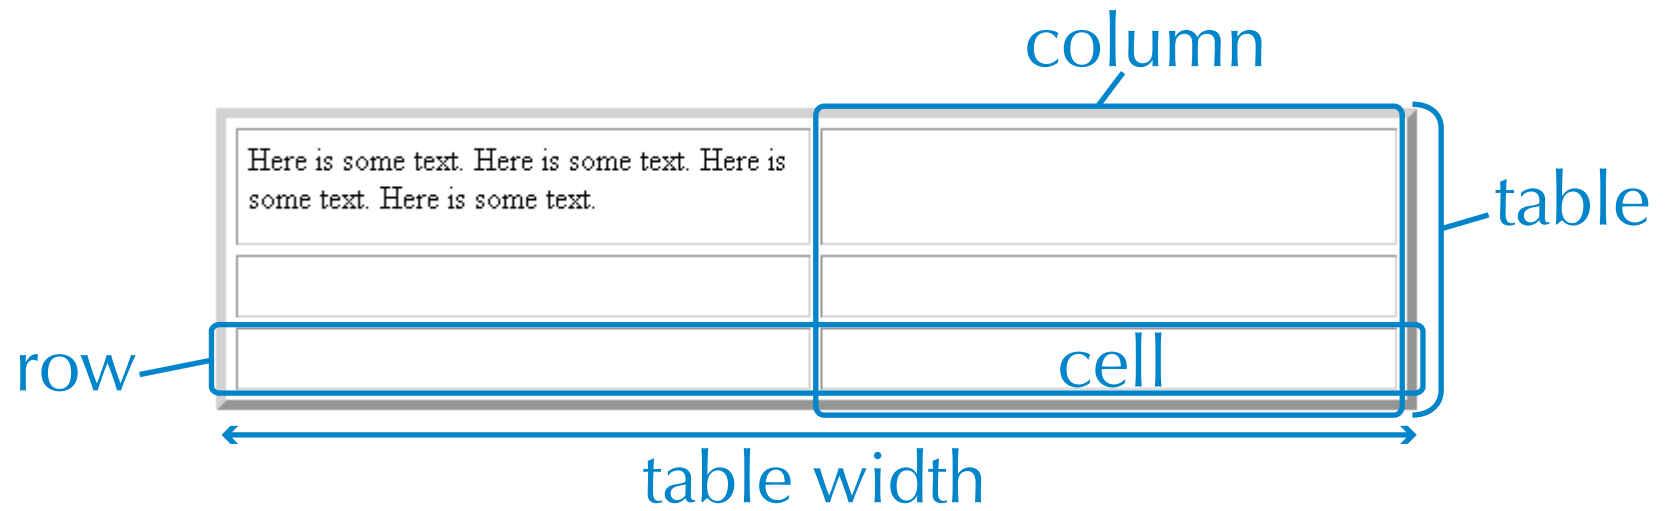 column
Here is some text. Here is some text. Here is
some text. Here is some text.
table
row
cell
table width